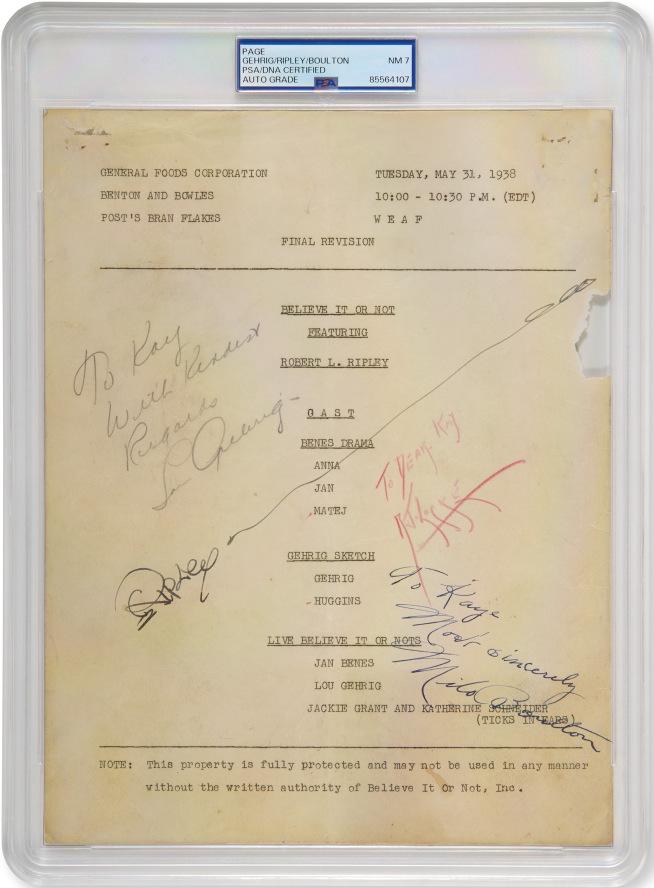 PAGE
GEHRIG/RIPLEY/BOULTON NM 7
PSA/DNA CERTIFIED
AUTO GRADE PSA 85564107
GENERAL FOODS CORPORATION TUESDAY, MAY 31, 1938
BENTON AND BOWLES 10:00 - 10:30 P.M. (EDT)
POST'S BRAN FLAKES W E A F
FINAL REVISION
BELIEVE IT OR NOT
FEATURING
ROBERT L. RIPLEY
To Kay
With Kindest
Regards
Lou Gehrig
G A S T
BENES DRAMA
ANNA
JAN
MATEJ
To Dear Kay
GEHRIG SKETCH
GEHRIG
HUGGINS
Ripley
To Kaye
Most sincerely
Milo Boulton
LIVE BELIEVE IT OR NOTS
JAN BENES
LOU GEHRIG
JACKIE GRANT AND KATHERINE SCHNEIDER
(TICKS IN EARS)
NOTE: This property is fully protected and may not be used in any manner
without the written authority of Believe It Or Not, Inc.